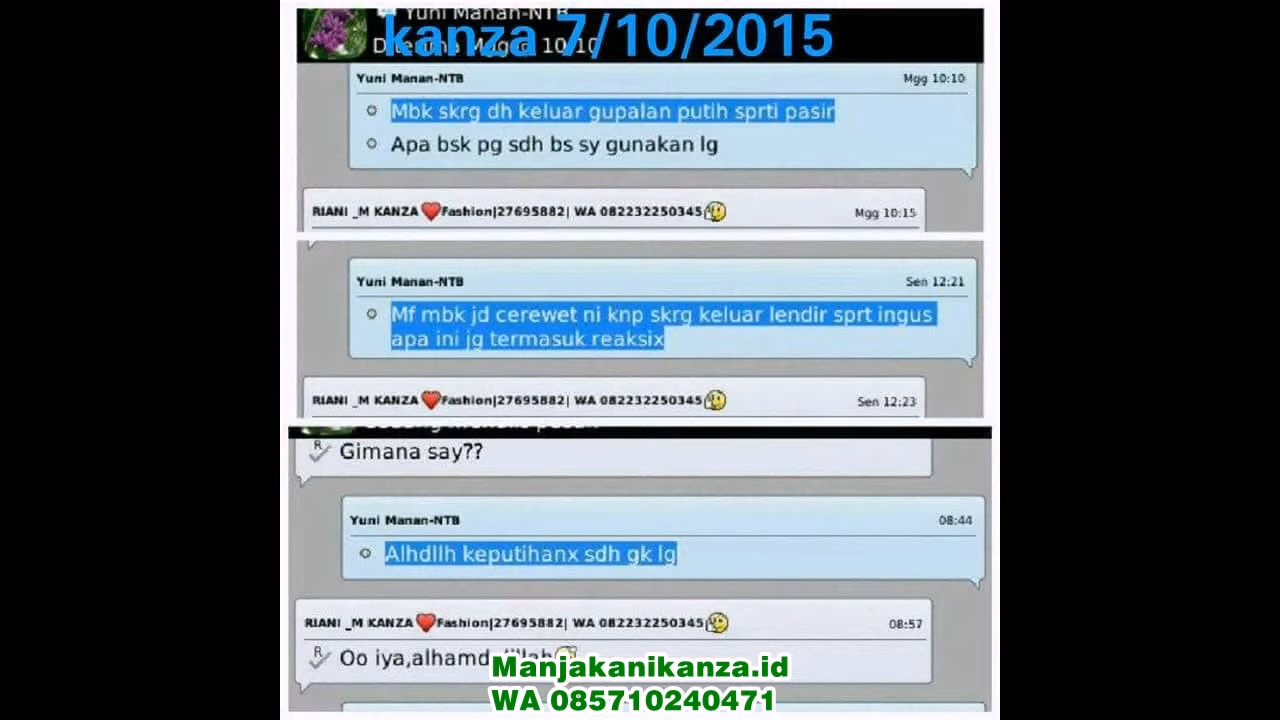 Yuni Manan-NTB
kanza 7/10/2015
Yuni Manan-NTB Mgg 10:10
Mbk skrg dh keluar gupalan putih sprti pasir
Apa bsk pg sdh bs sy gunakan lg
RIANI _M KANZA ❤Fashion|27695882| WA 082232250345 Mgg 10:15
Yuni Manan-NTB Sen 12:21
Mf mbk jd cerewet ni knp skrg keluar lendir sprt ingus
apa ini jg termasuk reaksix
RIANI _M KANZA ❤Fashion|27695882| WA 082232250345 Sen 12:23
Gimana say??
Yuni Manan-NTB 08:44
Alhdllh keputihanx sdh gk lg
RIANI _M KANZA ❤Fashion|27695882| WA 082232250345 08:57
Oo iya,
Manjakanikanza.id
WA 085710240471